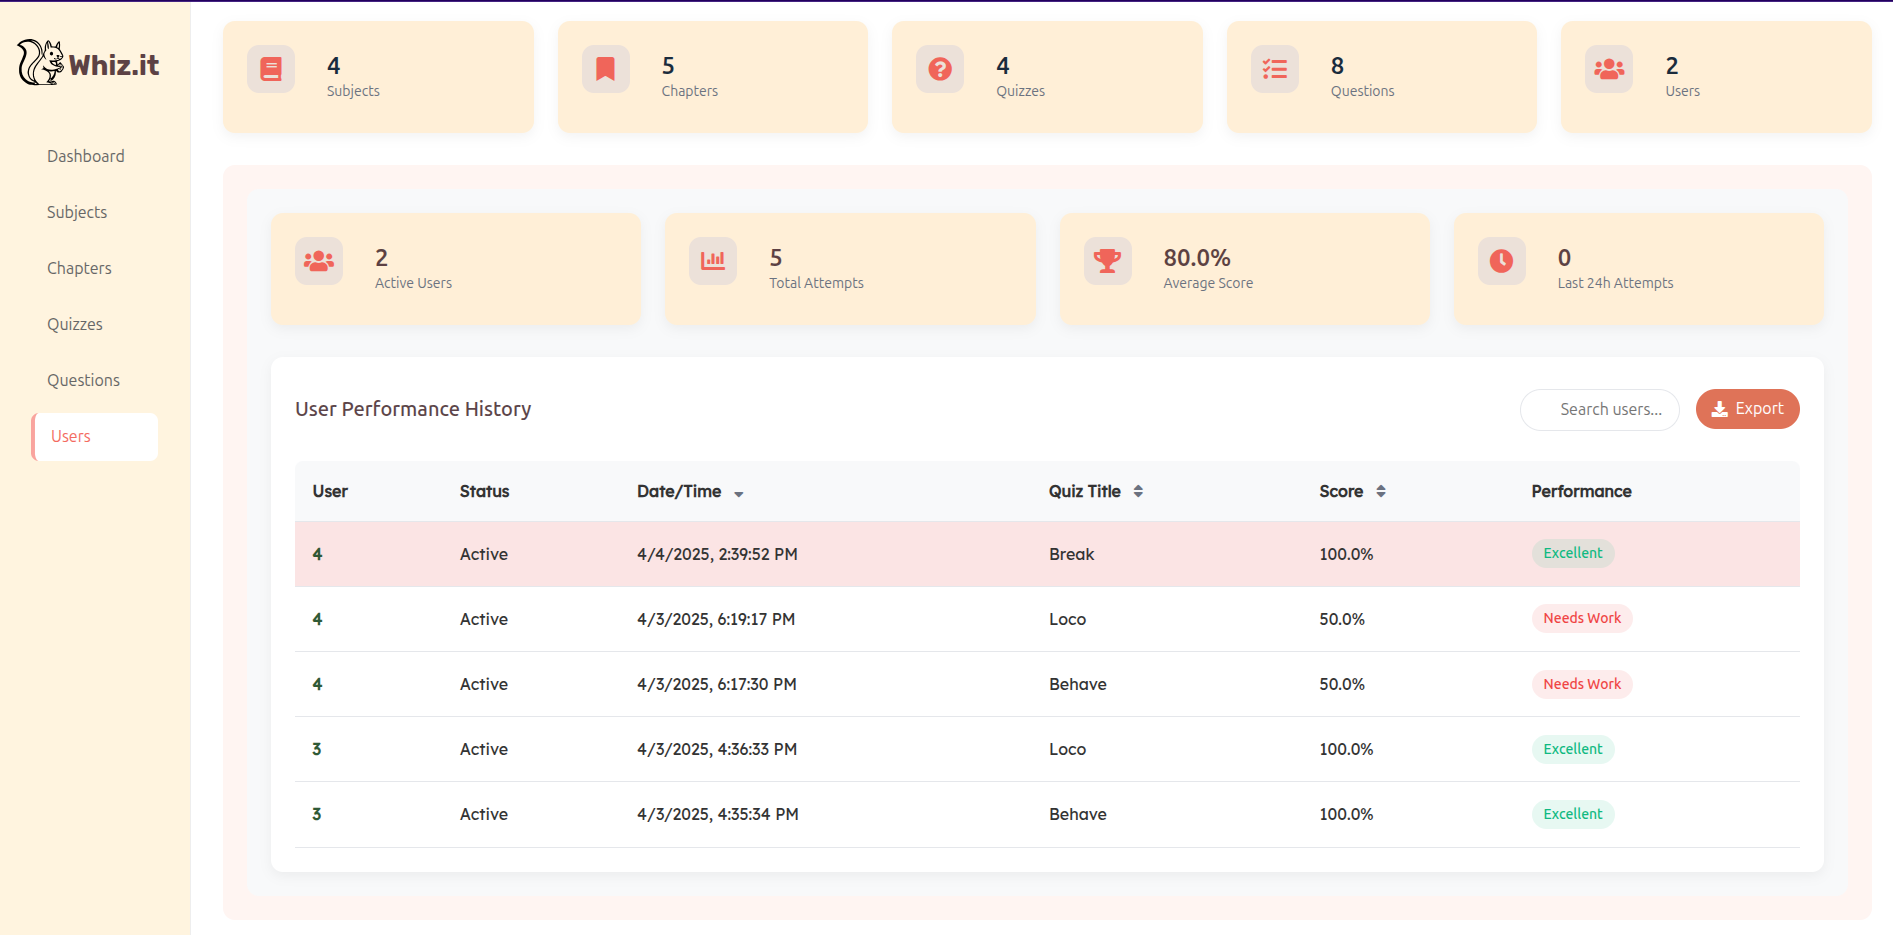 Whiz.it
Dashboard
Subjects
Chapters
Quizzes
Questions
Users
4
Subjects
5
Chapters
4
Quizzes
8
Questions
2
Users
2
Active Users
5
Total Attempts
80.0%
Average Score
0
Last 24h Attempts
User Performance History
Search users...
Export
User Status Date/Time Quiz Title Score Performance
4 Active 4/4/2025, 2:39:52 PM Break 100.0% Excellent
4 Active 4/3/2025, 6:19:17 PM Loco 50.0% Needs Work
4 Active 4/3/2025, 6:17:30 PM Behave 50.0% Needs Work
3 Active 4/3/2025, 4:36:33 PM Loco 100.0% Excellent
3 Active 4/3/2025, 4:35:34 PM Behave 100.0% Excellent